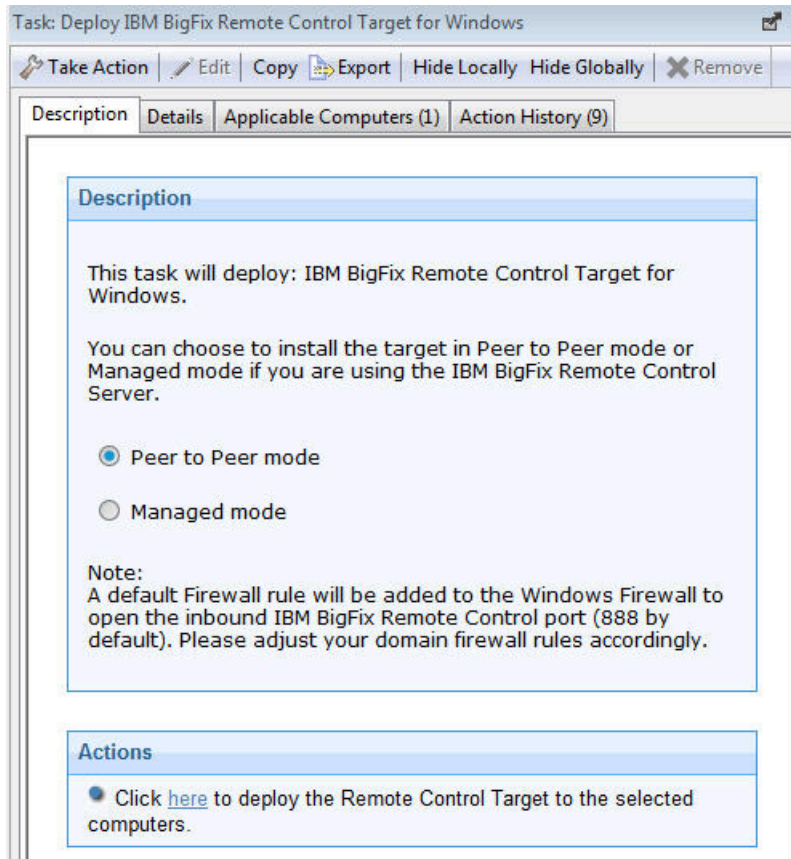 Task: Deploy IBM BigFix Remote Control Target for Windows
Take Action Edit Copy Export Hide Locally Hide Globally Remove
Description Details Applicable Computers (1) Action History (9)
Description
This task will deploy: IBM BigFix Remote Control Target for
Windows.
You can choose to install the target in Peer to Peer mode or
Managed mode if you are using the IBM BigFix Remote Control
Server.
Peer to Peer mode
Managed mode
Note:
A default Firewall rule will be added to the Windows Firewall to
open the inbound IBM BigFix Remote Control port (888 by
default). Please adjust your domain firewall rules accordingly.
Actions
Click here to deploy the Remote Control Target to the selected
computers.